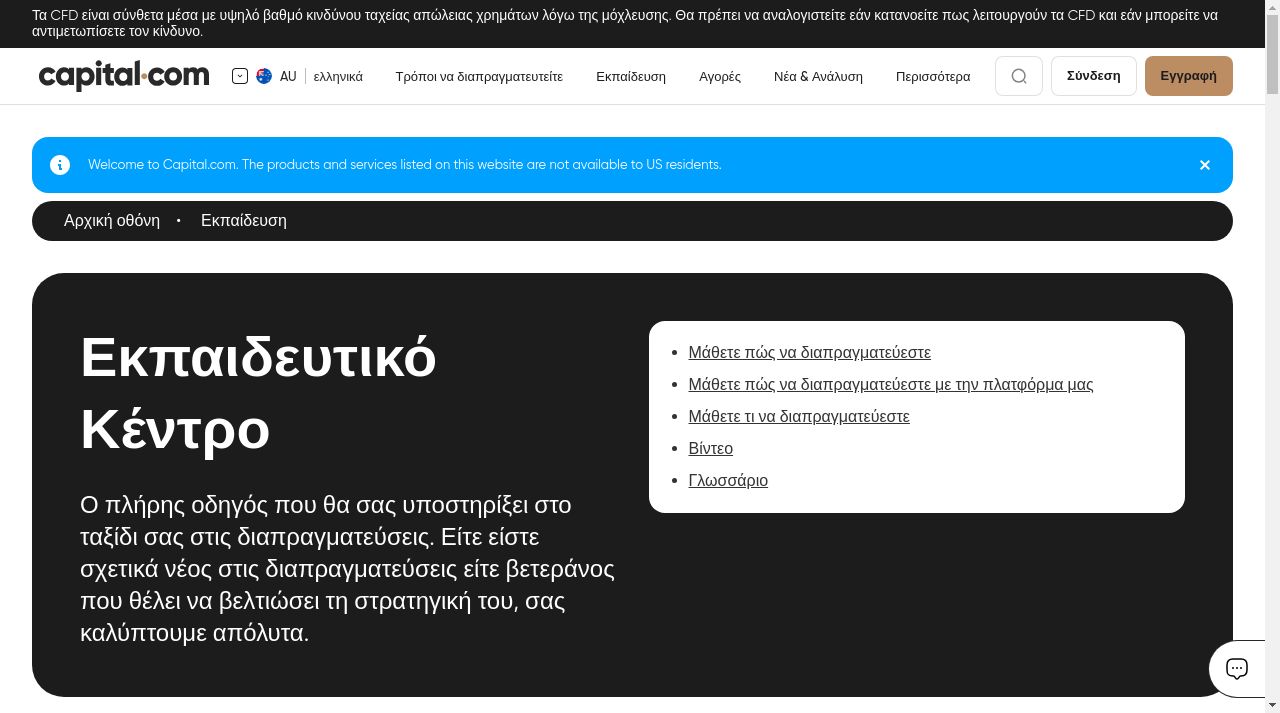 Τα CFD είναι σύνθετα μέσα με υψηλό βαθμό κινδύνου ταχείας απώλειας χρημάτων λόγω της μόχλευσης. Θα πρέπει να αναλογιστείτε εάν κατανοείτε πως λειτουργούν τα CFD και εάν μπορείτε να
αντιμετωπίσετε τον κίνδυνο.
capital.com AU ελληνικά Τρόποι να διαπραγματευτείτε Εκπαίδευση Αγορές Νέα & Ανάλυση Περισσότερα Σύνδεση Εγγραφή
Welcome to Capital.com. The products and services listed on this website are not available to US residents.
Αρχική οθόνη • Εκπαίδευση
Εκπαιδευτικό
Κέντρο
Ο πλήρης οδηγός που θα σας υποστηρίξει στο
ταξίδι σας στις διαπραγματεύσεις. Είτε είστε
σχετικά νέος στις διαπραγματεύσεις είτε βετεράνος
που θέλει να βελτιώσει τη στρατηγική του, σας
καλύπτουμε απόλυτα.
• Μάθετε πώς να διαπραγματεύεστε
• Μάθετε πώς να διαπραγματεύεστε με την πλατφόρμα μας
• Μάθετε τι να διαπραγματεύεστε
• Βίντεο
• Γλωσσάριο